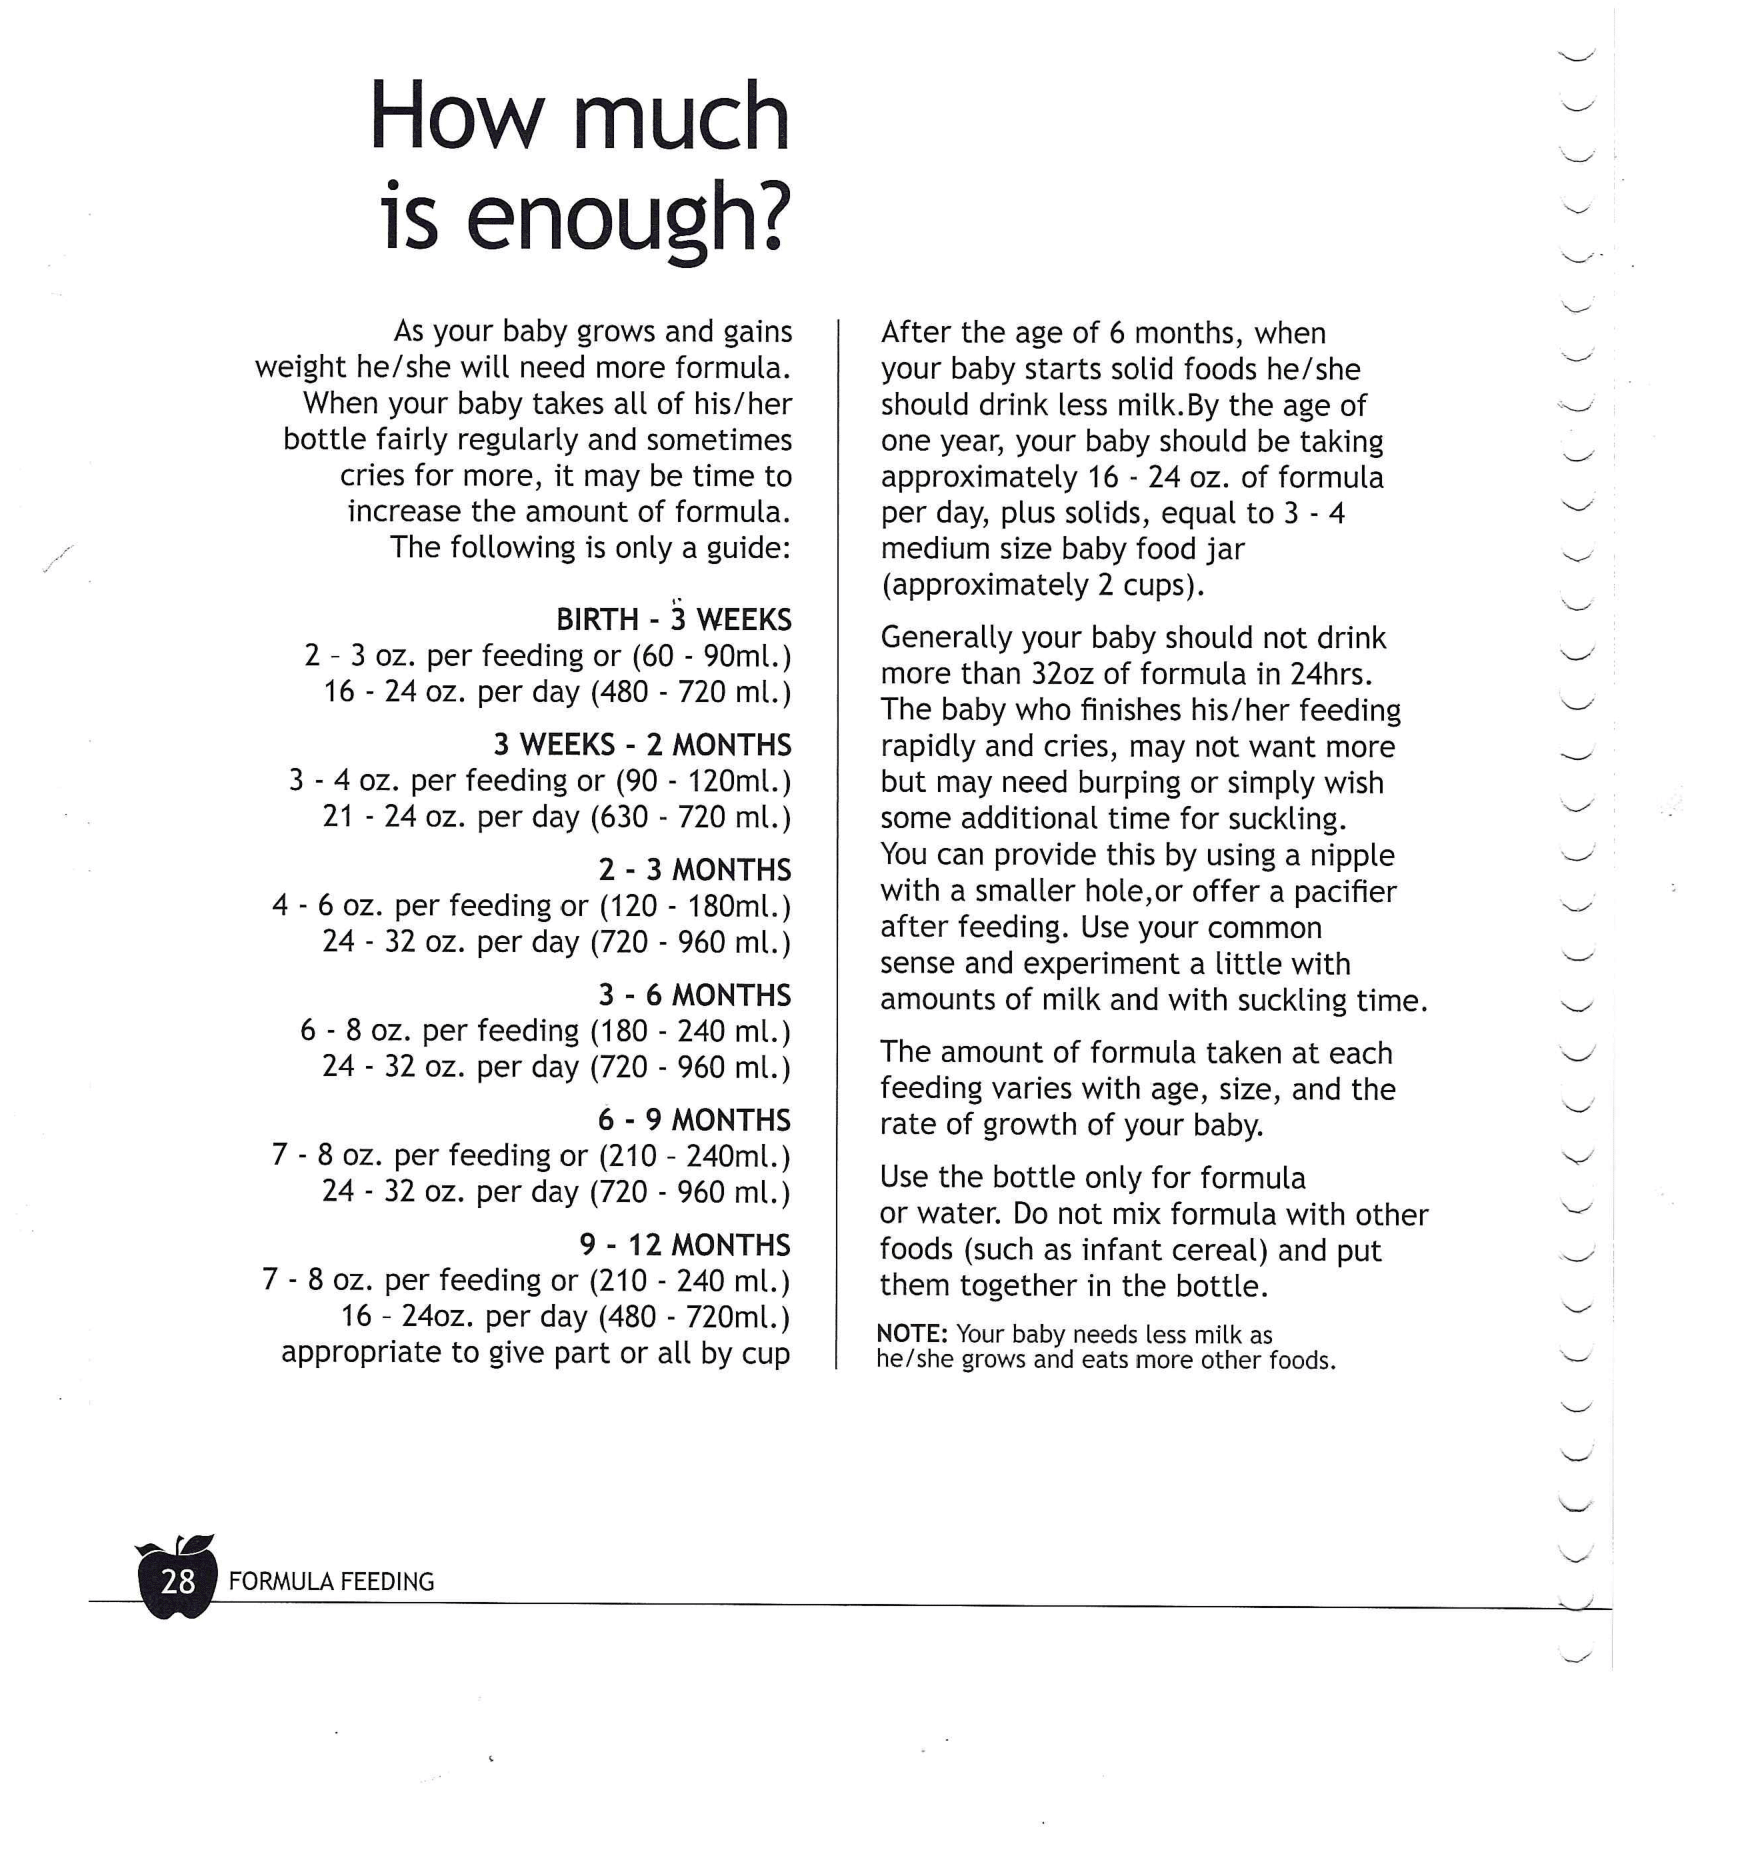 How much
is enough?
As your baby grows and gains
weight he/she will need more formula.
When your baby takes all of his/her
bottle fairly regularly and sometimes
cries for more, it may be time to
increase the amount of formula.
The following is only a guide:
BIRTH - 3 WEEKS
2 - 3 oz. per feeding or (60 - 90ml.)
16 - 24 oz. per day (480 - 720 ml.)
3 WEEKS - 2 MONTHS
3 - 4 oz. per feeding or (90 - 120ml.)
21 - 24 oz. per day (630 - 720 ml.)
2 - 3 MONTHS
4 - 6 oz. per feeding or (120 - 180ml.)
24 - 32 oz. per day (720 - 960 ml.)
3 - 6 MONTHS
6 - 8 oz. per feeding (180 - 240 ml.)
24 - 32 oz. per day (720 - 960 ml.)
6 - 9 MONTHS
7 - 8 oz. per feeding or (210 - 240ml.)
24 - 32 oz. per day (720 - 960 ml.)
9 - 12 MONTHS
7 - 8 oz. per feeding or (210 - 240 ml.)
16 - 24oz. per day (480 - 720ml.)
appropriate to give part or all by cup
After the age of 6 months, when
your baby starts solid foods he/she
should drink less milk.By the age of
one year, your baby should be taking
approximately 16 - 24 oz. of formula
per day, plus solids, equal to 3 - 4
medium size baby food jar
(approximately 2 cups).
Generally your baby should not drink
more than 32oz of formula in 24hrs.
The baby who finishes his/her feeding
rapidly and cries, may not want more
but may need burping or simply wish
some additional time for suckling.
You can provide this by using a nipple
with a smaller hole,or offer a pacifier
after feeding. Use your common
sense and experiment a little with
amounts of milk and with suckling time.
The amount of formula taken at each
feeding varies with age, size, and the
rate of growth of your baby.
Use the bottle only for formula
or water. Do not mix formula with other
foods (such as infant cereal) and put
them together in the bottle.
NOTE: Your baby needs less milk as
he/she grows and eats more other foods.
28 FORMULA FEEDING